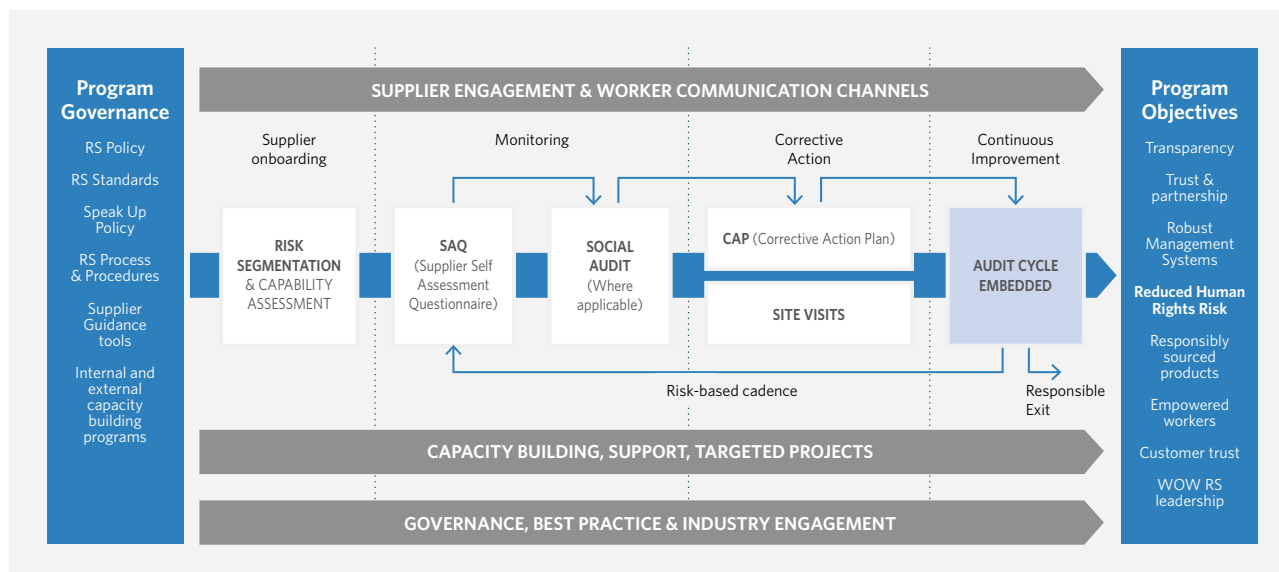 Program
Governance
RS Policy
RS Standards
Speak Up
Policy
RS Process
& Procedures
Supplier
Guidance
tools
Internal and
external
capacity
building
programs
SUPPLIER ENGAGEMENT & WORKER COMMUNICATION CHANNELS
Supplier
onboarding
Monitoring
Corrective
Action
Continuous
Improvement
RISK
SEGMENTATION
& CAPABILITY
ASSESSMENT
SAQ
(Supplier Self
Assessment
Questionnaire)
SOCIAL
AUDIT
(Where
applicable)
CAP (Corrective Action Plan)
SITE VISITS
AUDIT CYCLE
EMBEDDED
Risk-based cadence
Responsible
Exit
CAPACITY BUILDING, SUPPORT, TARGETED PROJECTS
GOVERNANCE, BEST PRACTICE & INDUSTRY ENGAGEMENT
Program
Objectives
Transparency
Trust &
partnership
Robust
Management
Systems
Reduced Human
Rights Risk
Responsibly
sourced
products
Empowered
workers
Customer trust
WOW RS
leadership